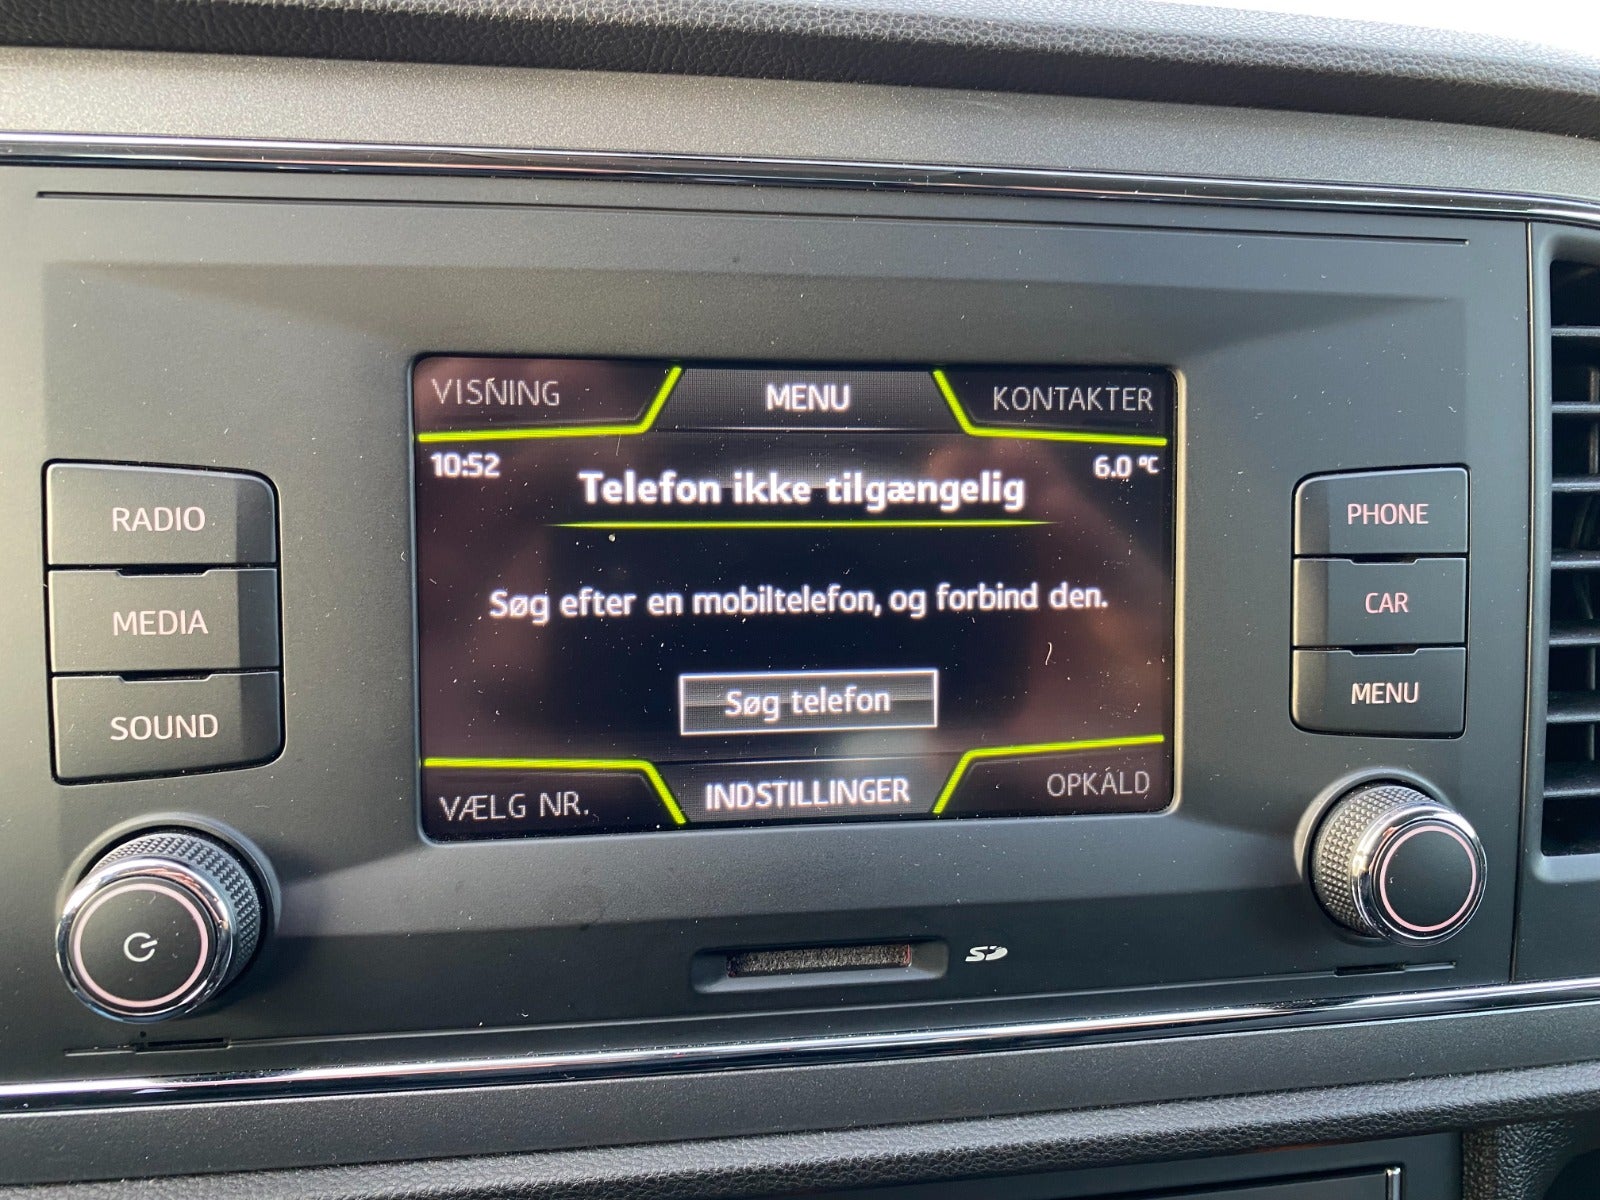 VISNING MENU KONTAKTER
10:52 6.0 °C
Telefon ikke tilgængelig
Søg efter en mobiltelefon, og forbind den.
Søg telefon
VÆLG NR. INDSTILLINGER OPKALD
RADIO
MEDIA
SOUND
PHONE
CAR
MENU
SD